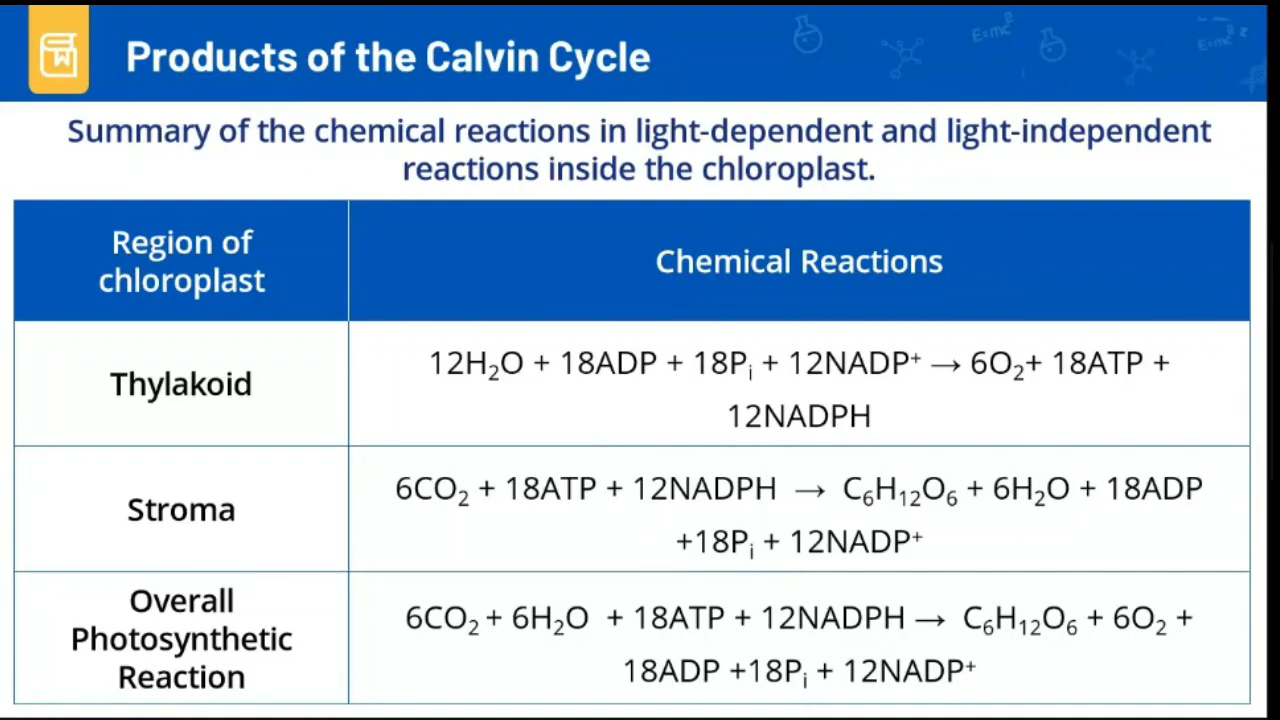 Products of the Calvin Cycle
E=mc²
E=mc²
Summary of the chemical reactions in light-dependent and light-independent
reactions inside the chloroplast.
Region of
chloroplast
Chemical Reactions
Thylakoid
12H₂O + 18ADP + 18Pᵢ + 12NADP⁺ → 6O₂+ 18ATP +
12NADPH
Stroma
6CO₂ + 18ATP + 12NADPH → C₆H₁₂O₆ + 6H₂O + 18ADP
+18Pᵢ + 12NADP⁺
Overall
Photosynthetic
Reaction
6CO₂ + 6H₂O + 18ATP + 12NADPH → C₆H₁₂O₆ + 6O₂ +
18ADP +18Pᵢ + 12NADP⁺